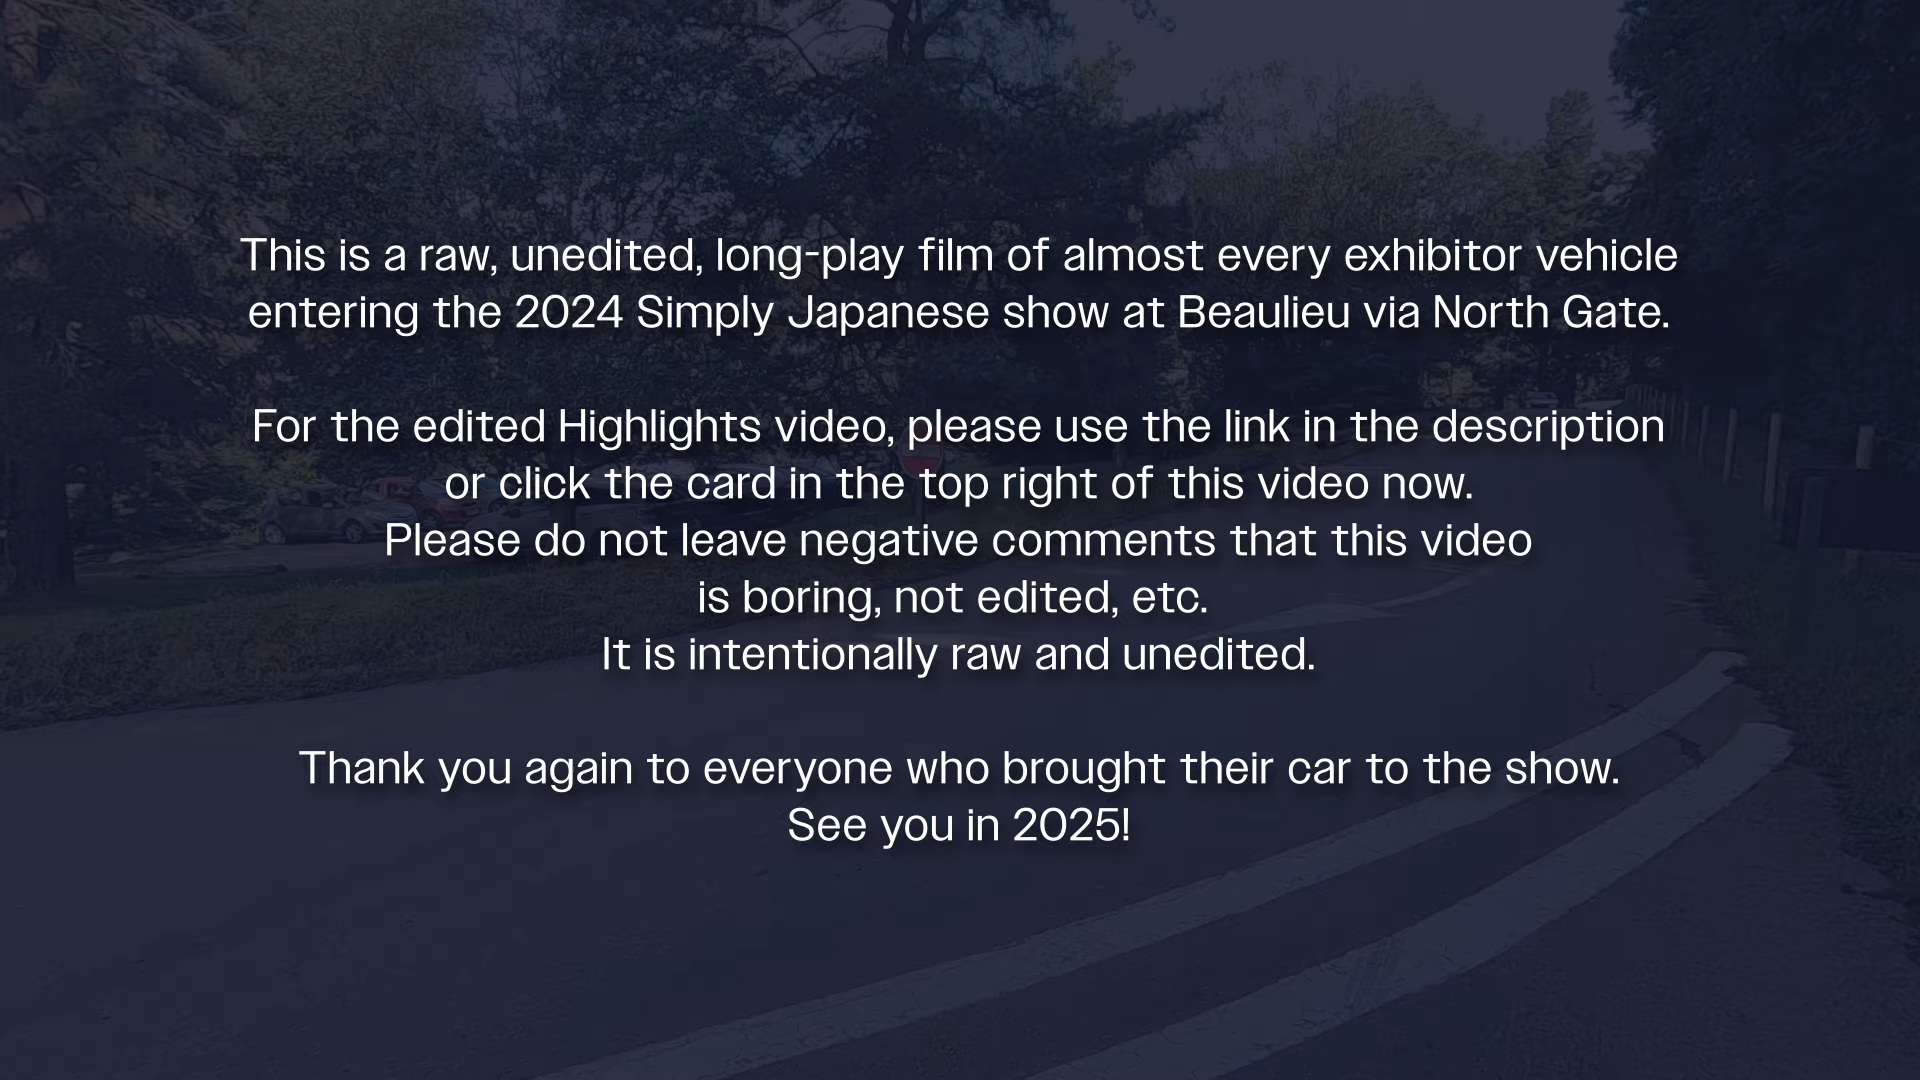 This is a raw, unedited, long-play film of almost every exhibitor vehicle
entering the 2024 Simply Japanese show at Beaulieu via North Gate.
For the edited Highlights video, please use the link in the description
or click the card in the top right of this video now.
Please do not leave negative comments that this video
is boring, not edited, etc.
It is intentionally raw and unedited.
Thank you again to everyone who brought their car to the show.
See you in 2025!